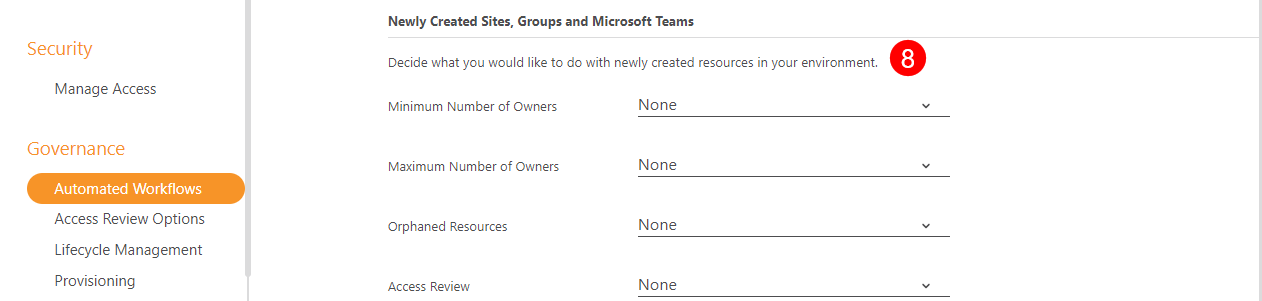 Security
Manage Access
Governance
Automated Workflows
Access Review Options
Lifecycle Management
Provisioning
Newly Created Sites, Groups and Microsoft Teams
Decide what you would like to do with newly created resources in your environment. 8
Minimum Number of Owners None
Maximum Number of Owners None
Orphaned Resources None
Access Review None